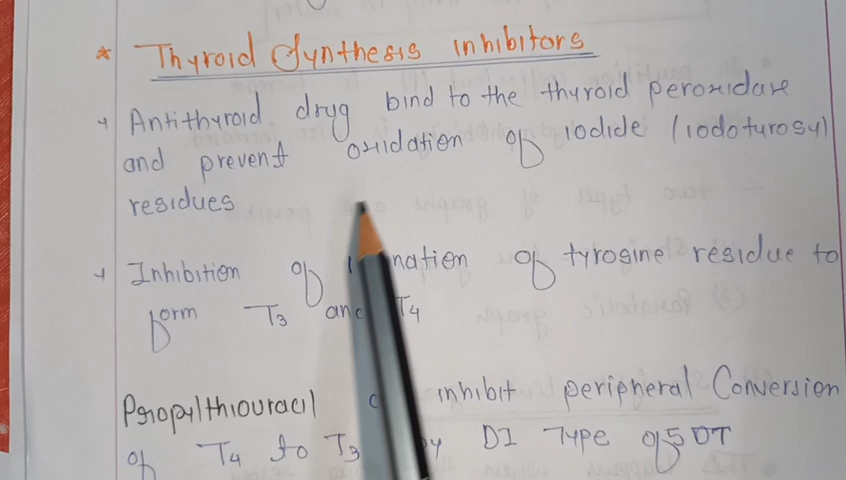 * Thyroid Synthesis inhibitors
Antithyroid drug bind to the thyroid peroxidase
and prevent oxidation of iodide (iodotyrosyl)
residues
Inhibition of nation of tyrosine residue to
form T3 and T4
Propylthiouracil inhibit peripheral Conversion
of T4 to T3 by DI Type of 5 DT